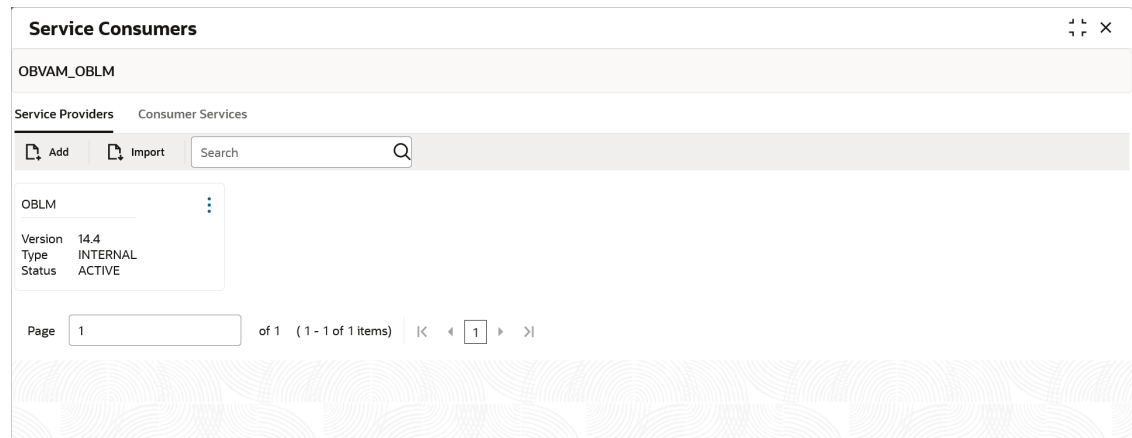 Service Consumers
OBVAM_OBLM
Service Providers Consumer Services
Add Import Search
OBLM
Version 14.4
Type INTERNAL
Status ACTIVE
Page 1 of 1 ( 1 - 1 of 1 items) 1